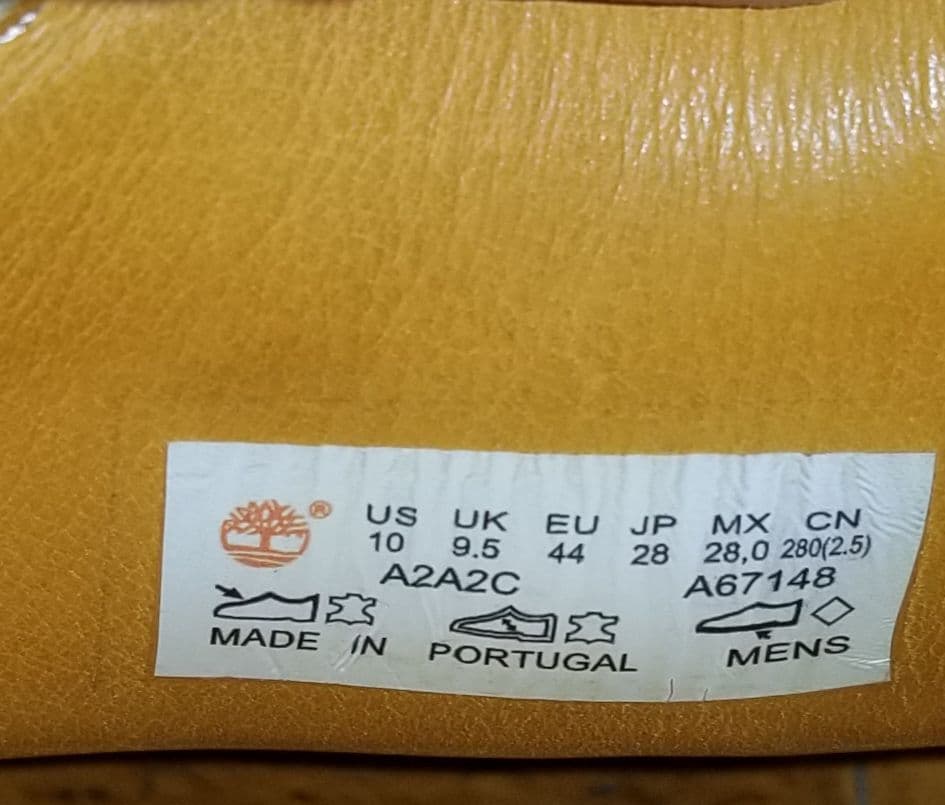 ® US UK EU JP MX CN
10 9.5 44 28 28,0 280(2.5)
A2A2C A67148
MADE IN PORTUGAL MENS